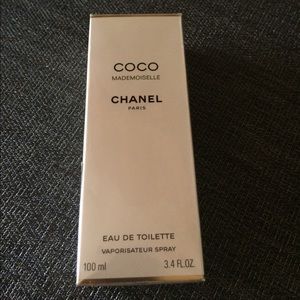 COCO
MADEMOISELLE
CHANEL
PARIS
EAU DE TOILETTE
VAPORISATEUR SPRAY
100 ml 3.4 FL.OZ.